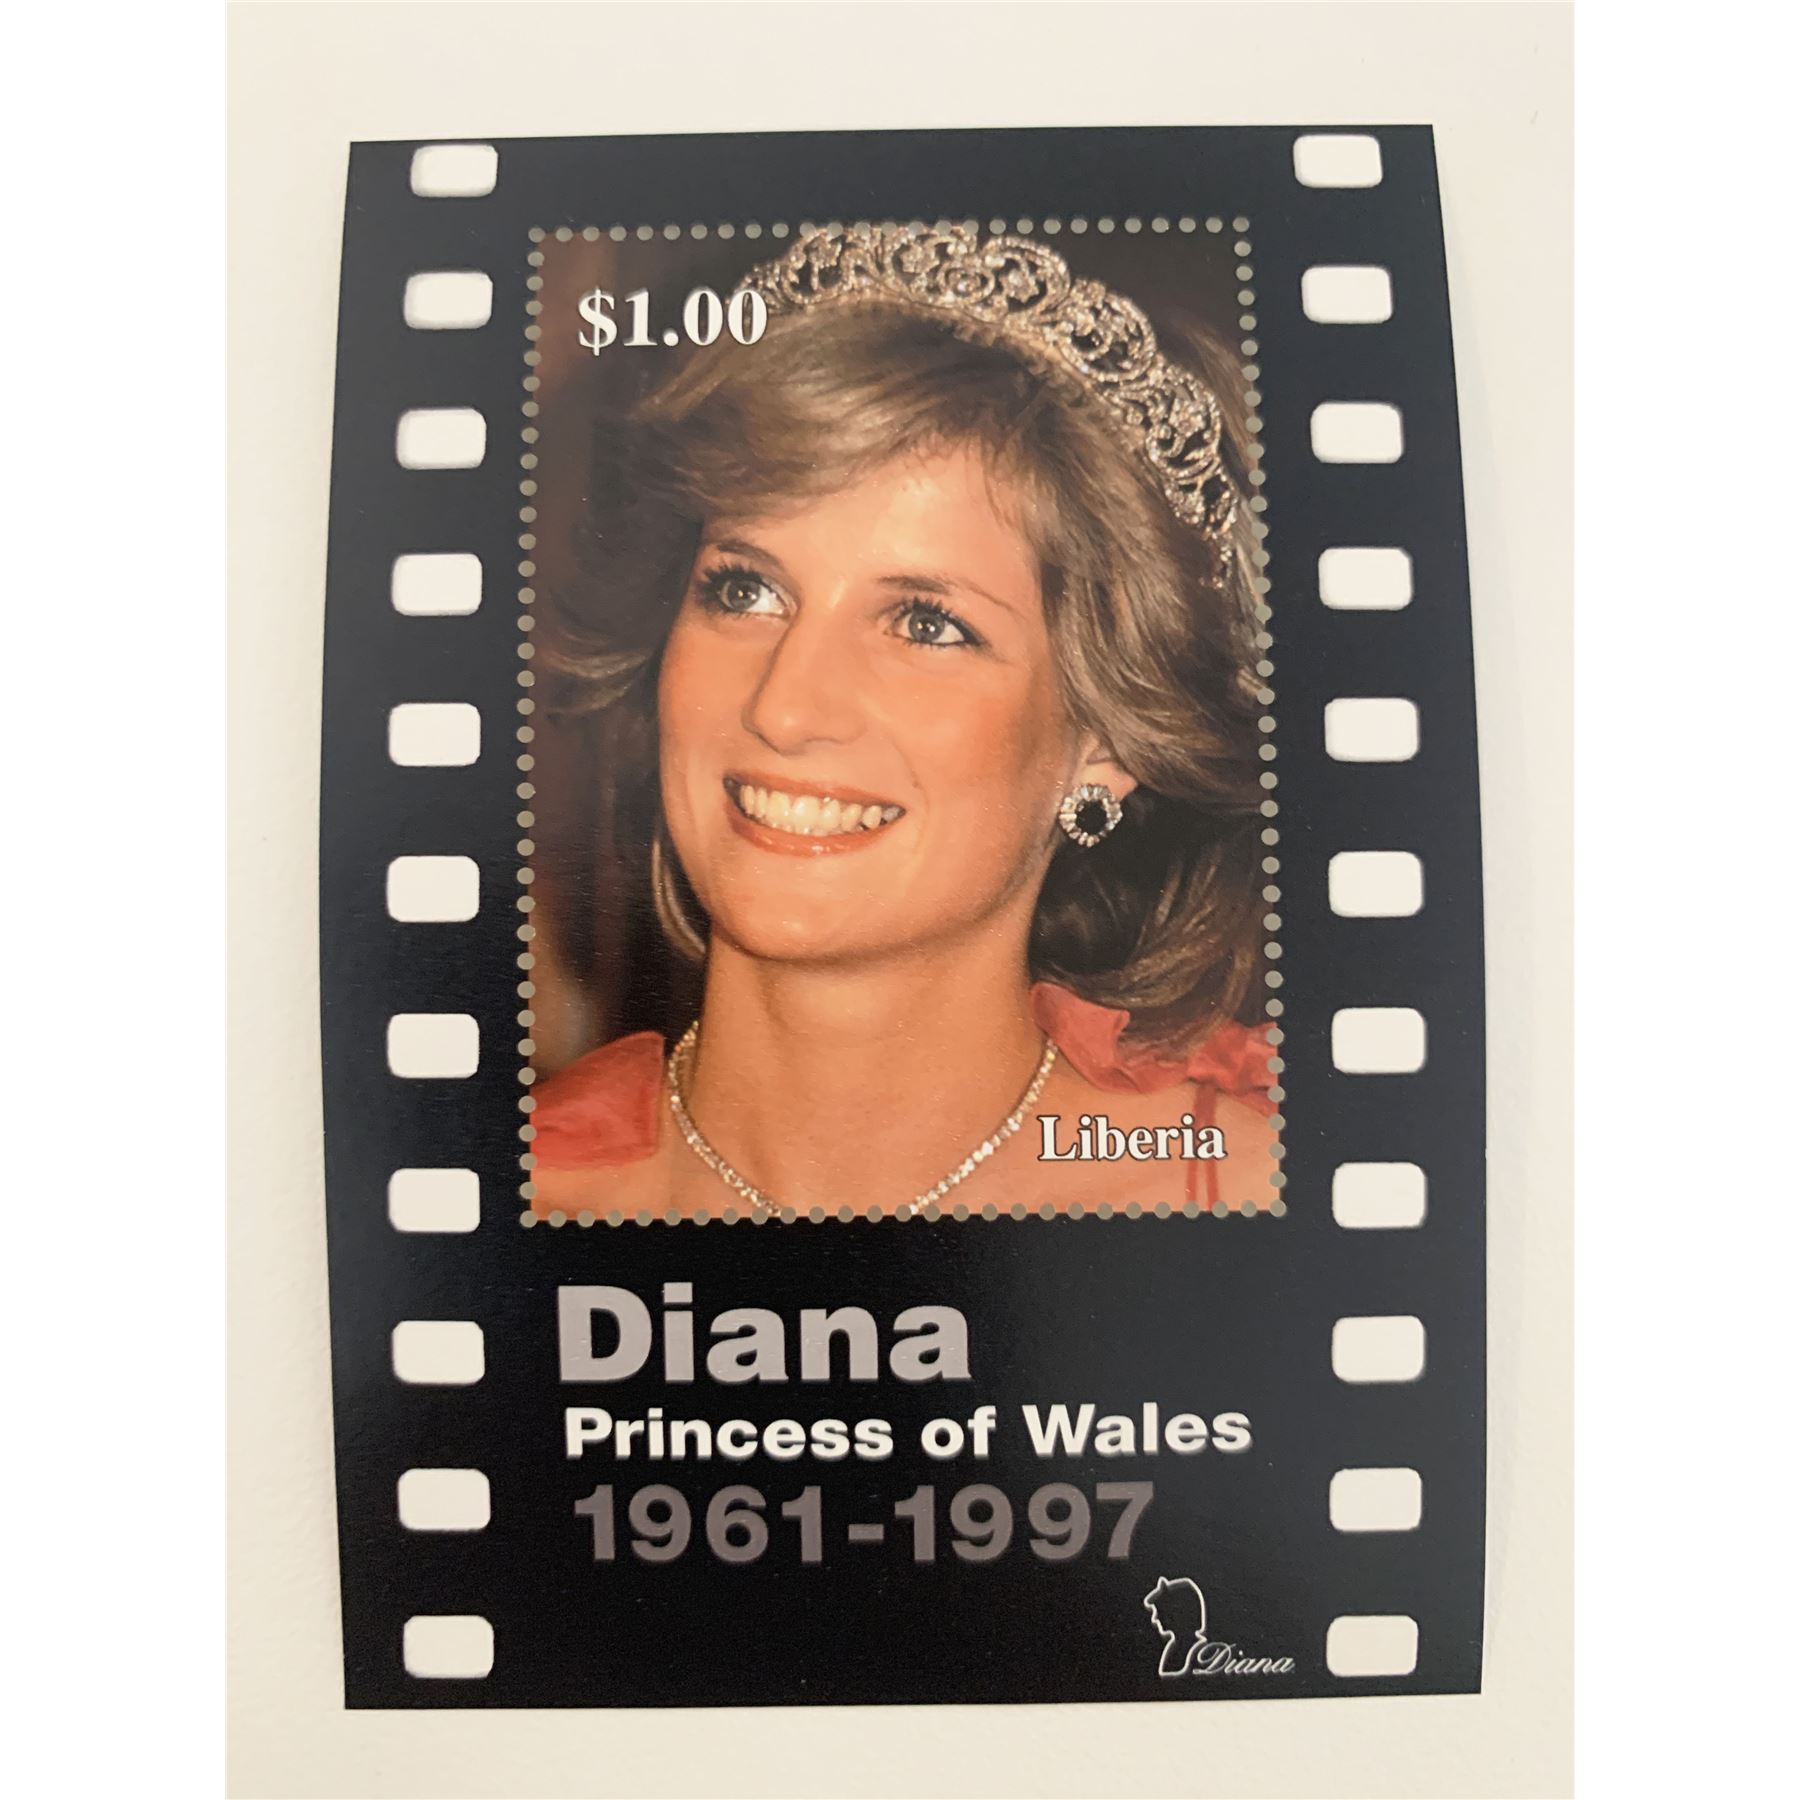 $1.00
Liberia
Diana
Princess of Wales
1961-1997
Diana